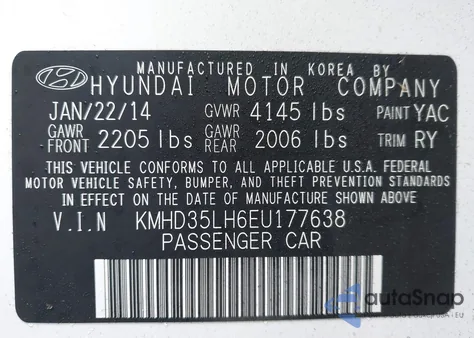 MANUFACTURED IN KOREA BY
HYUNDAI MOTOR COMPANY
JAN/22/14 GVWR 4145 lbs PAINT YAC
GAWR FRONT 2205 lbs GAWR REAR 2006 lbs TRIM RY
THIS VEHICLE CONFORMS TO ALL APPLICABLE U.S.A. FEDERAL
MOTOR VEHICLE SAFETY, BUMPER, AND THEFT PREVENTION STANDARDS
IN EFFECT ON THE DATE OF MANUFACTURE SHOWN ABOVE.
V.I.N KMHD35LH6EU177638
PASSENGER CAR
autoSnap